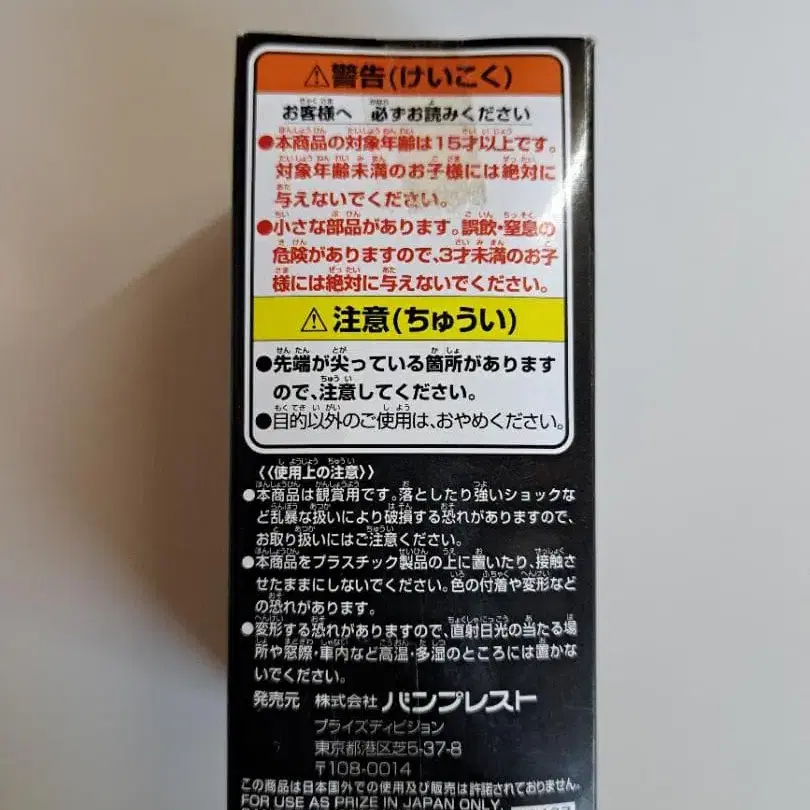 ⚠警告(けいこく)
お客様へ 必ずお読みください
●本商品の対象年齢は15才以上です。
対象年齢未満のお子様には絶対に
与えないでください。
●小さな部品があります。誤飲・窒息の
危険がありますので、3才未満のお子
様には絶対に与えないでください。
⚠注意(ちゅうい)
●先端が尖っている箇所があります
ので、注意してください。
●目的以外のご使用は、おやめください。
《使用上の注意》
●本商品は観賞用です。落としたり強いショックな
ど乱暴な扱いにより破損する恐れがありますので、
お取り扱いにはご注意ください。
●本商品をプラスチック製品の上に置いたり、接触さ
せたままにしないでください。色の付着や変形など
の恐れがあります。
●変形する恐れがありますので、直射日光の当たる場
所や窓際・車内など高温・多湿のところには置かな
いでください。
発売元 株式会社 バンプレスト
プライズディビジョン
東京都港区芝5-37-8
〒108-0014
この商品は日本国外での使用及び販売は許諾されておりません。
FOR USE AS PRIZE IN JAPAN ONLY.